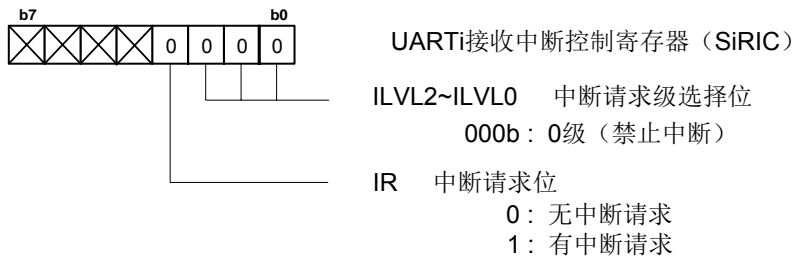 b7 b0
0 0 0 0 UARTi接收中断控制寄存器（SiRIC）
ILVL2~ILVL0 中断请求级选择位
000b : 0级（禁止中断）
IR 中断请求位
0 : 无中断请求
1 : 有中断请求